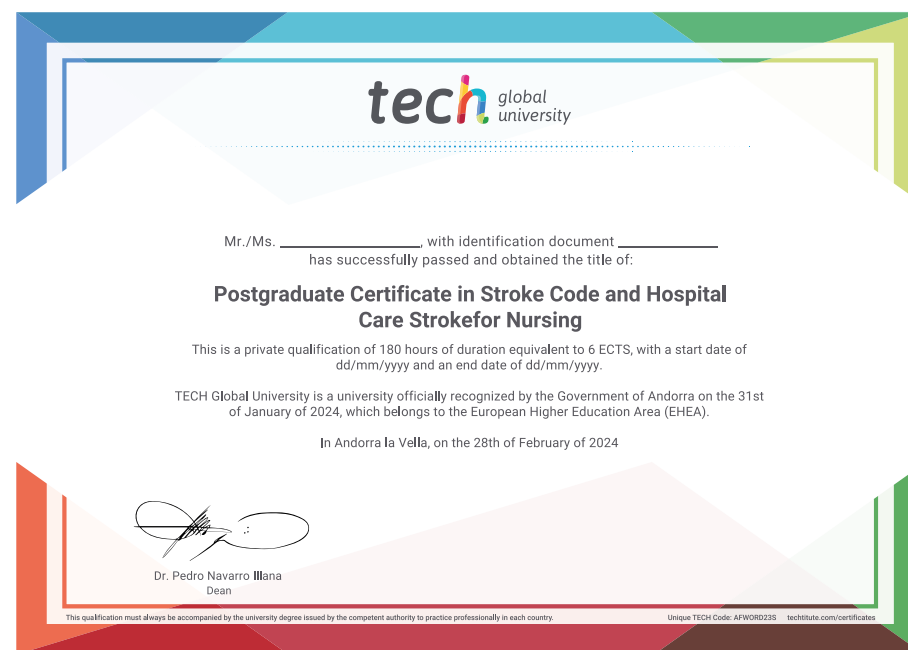 tech global
university
Mr./Ms. ____________, with identification document ____________
has successfully passed and obtained the title of:
Postgraduate Certificate in Stroke Code and Hospital
Care Strokefor Nursing
This is a private qualification of 180 hours of duration equivalent to 6 ECTS, with a start date of
dd/mm/yyyy and an end date of dd/mm/yyyy.
TECH Global University is a university officially recognized by the Government of Andorra on the 31st
of January of 2024, which belongs to the European Higher Education Area (EHEA).
In Andorra la Vella, on the 28th of February of 2024
Dr. Pedro Navarro Illana
Dean
This qualification must always be accompanied by the university degree issued by the competent authority to practice professionally in each country.
Unique TECH Code: AFWORD23S techtitute.com/certificates